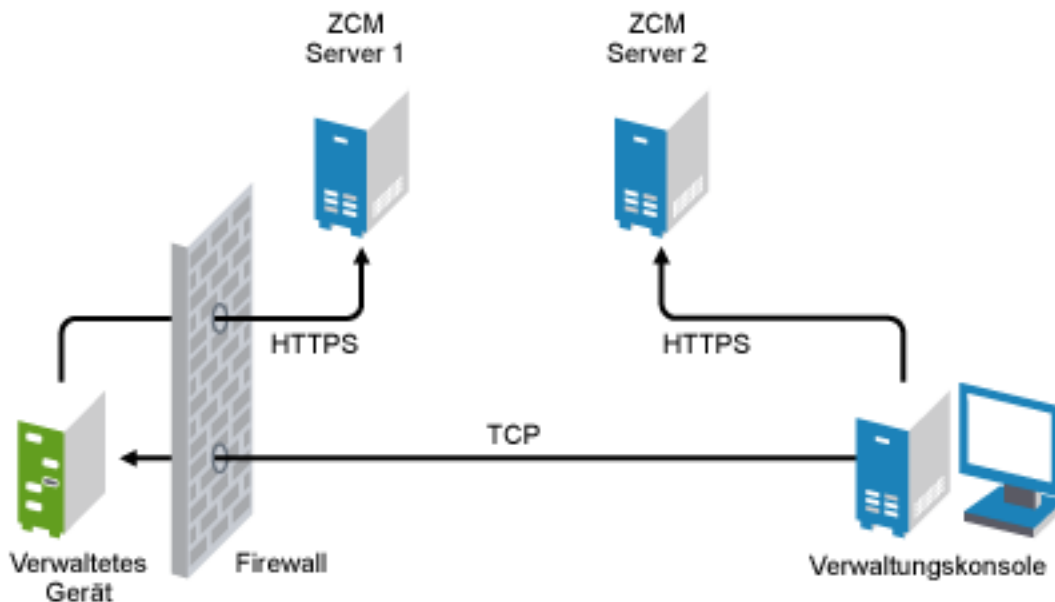 ZCM
Server 1
ZCM
Server 2
HTTPS
HTTPS
TCP
Verwaltetes
Gerät
Firewall
Verwaltungskonsole